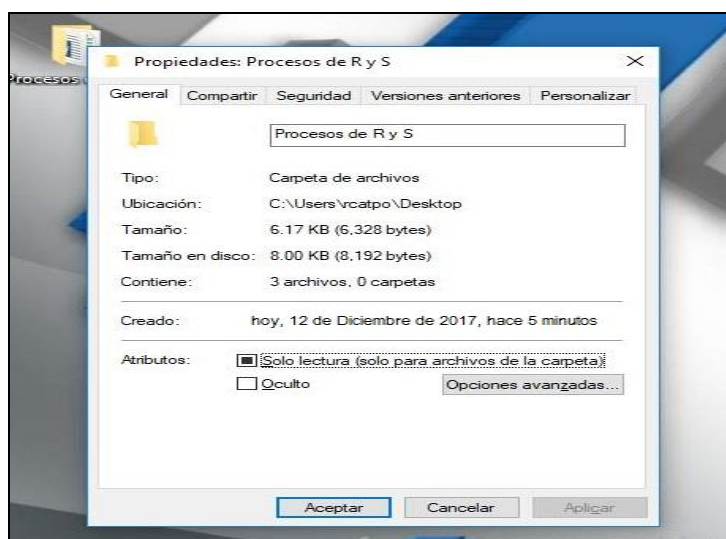 Procesos
Propiedades: Procesos de R y S
General Compartir Seguridad Versiones anteriores Personalizar
Procesos de R y S
Tipo: Carpeta de archivos
Ubicación: C:\Users\rcatpo\Desktop
Tamaño: 6.17 KB (6,328 bytes)
Tamaño en disco: 8.00 KB (8,192 bytes)
Contiene: 3 archivos, 0 carpetas
Creado: hoy, 12 de Diciembre de 2017, hace 5 minutos
Atributos: Solo lectura (solo para archivos de la carpeta)
Oculto Opciones avanzadas...
Aceptar Cancelar Aplicar